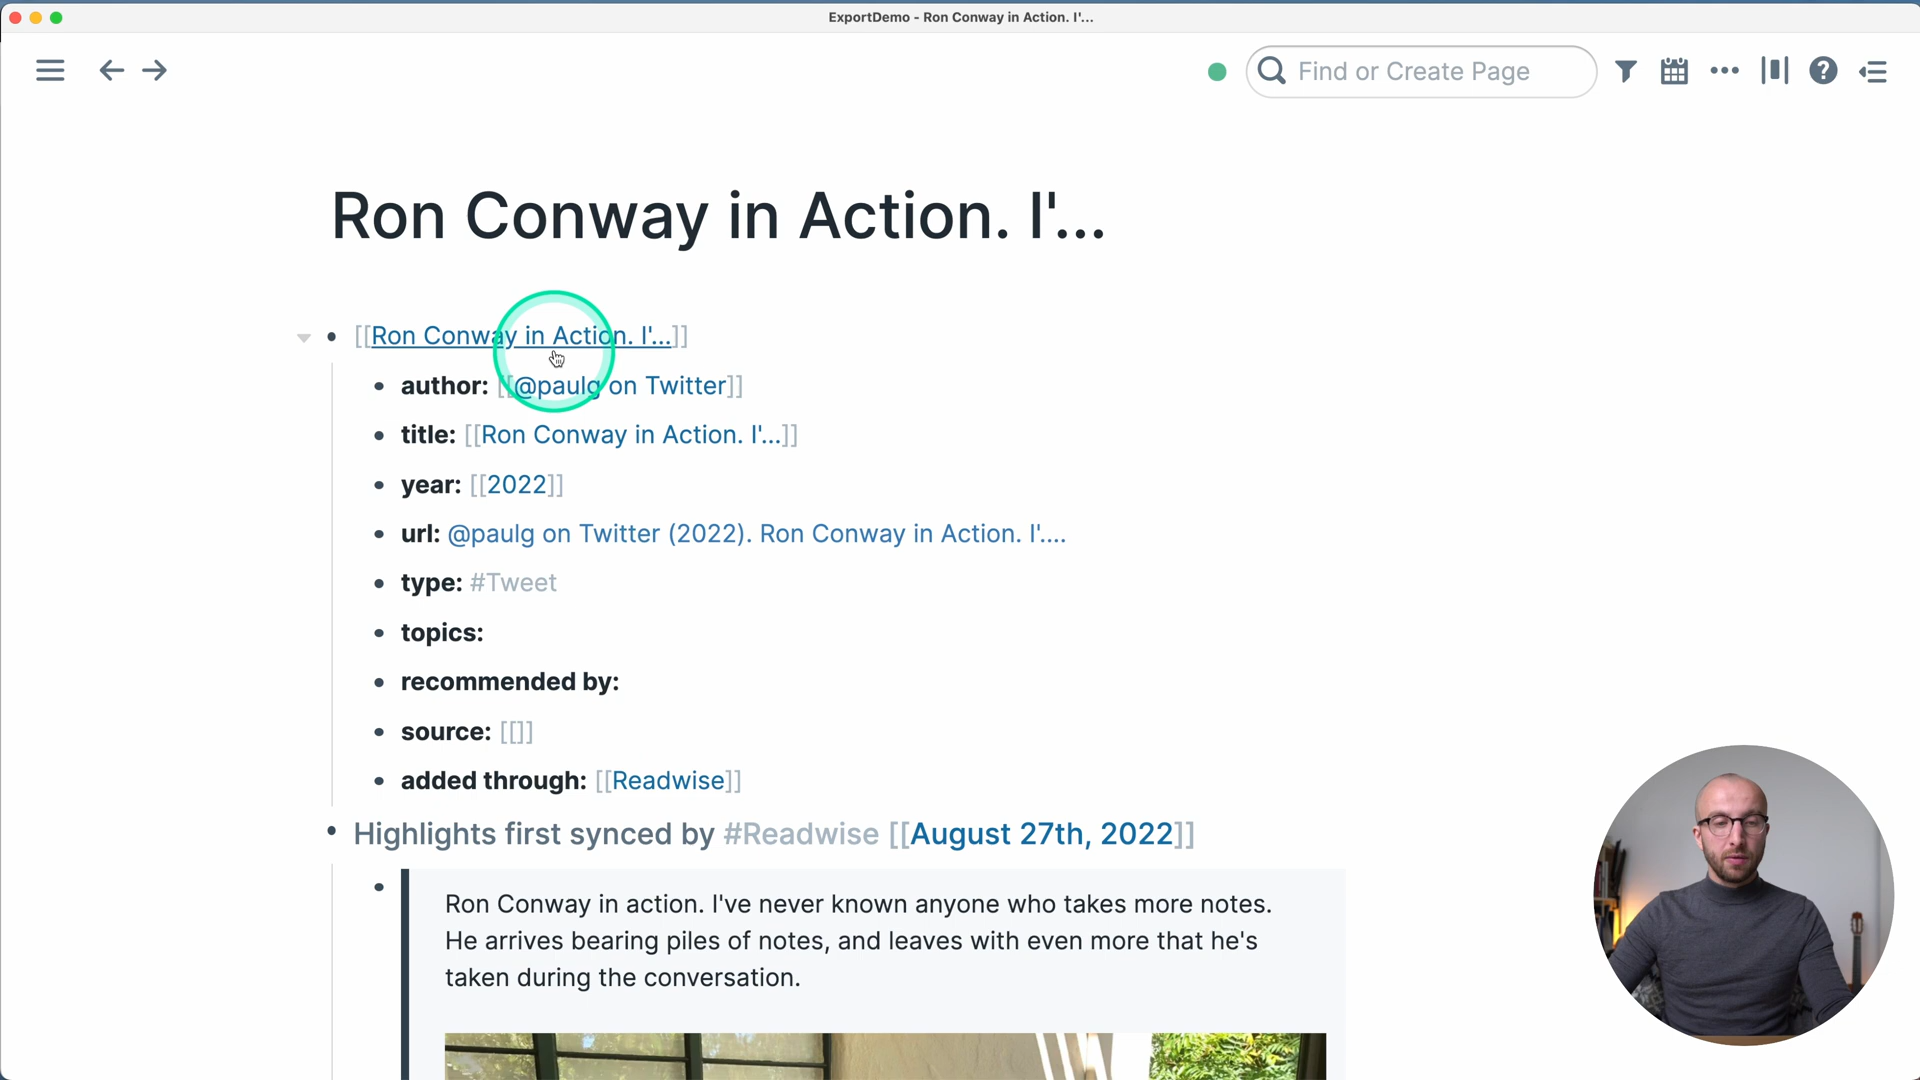 ExportDemo - Ron Conway in Action. I'...
Find or Create Page
Ron Conway in Action. I'...
[[Ron Conway in Action. I'...]]
author: [[@paulg on Twitter]]
title: [[Ron Conway in Action. I'...]]
year: [[2022]]
url: @paulg on Twitter (2022). Ron Conway in Action. I'....
type: #Tweet
topics:
recommended by:
source: [[]]
added through: [[Readwise]]
Highlights first synced by #Readwise [[August 27th, 2022]]
Ron Conway in action. I've never known anyone who takes more notes.
He arrives bearing piles of notes, and leaves with even more that he's
taken during the conversation.